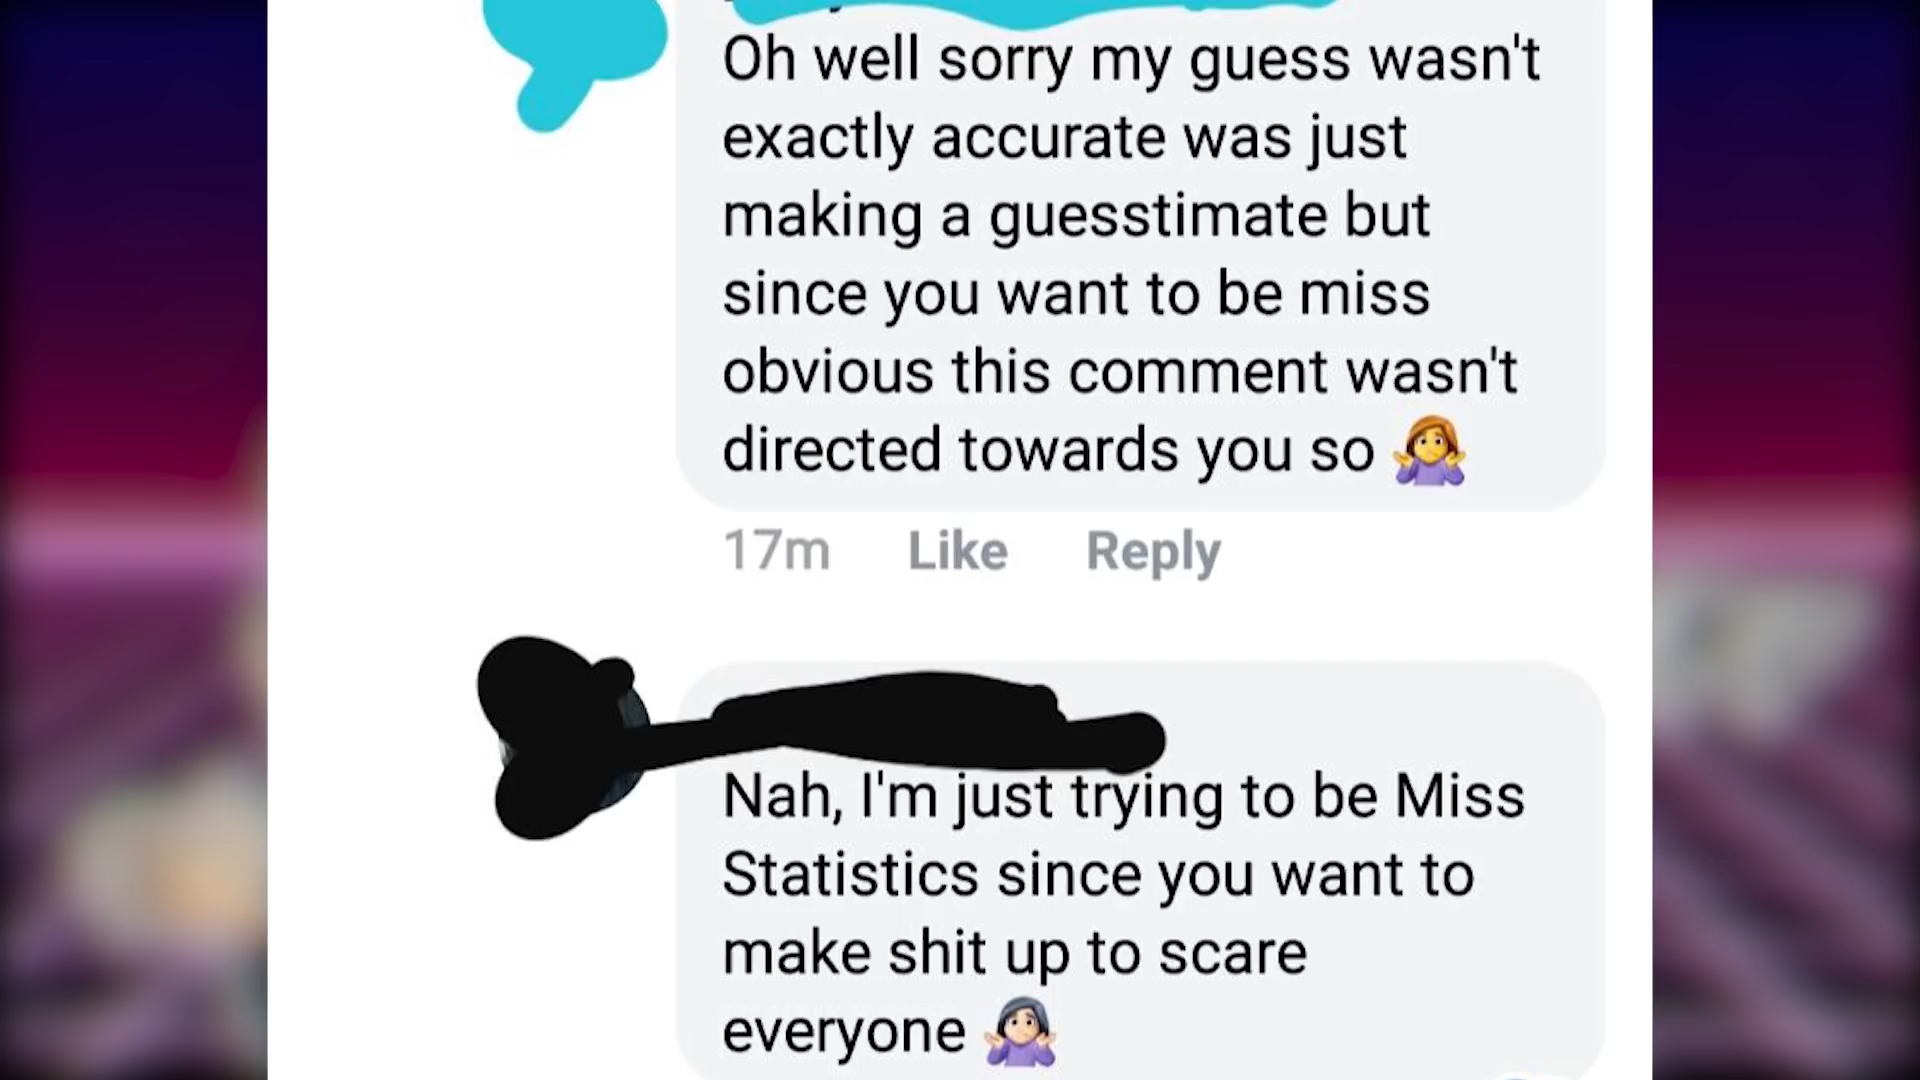 Oh well sorry my guess wasn't
exactly accurate was just
making a guesstimate but
since you want to be miss
obvious this comment wasn't
directed towards you so 🤷‍♀️
17m Like Reply
Nah, I'm just trying to be Miss
Statistics since you want to
make shit up to scare
everyone 🤷🏻‍♀️